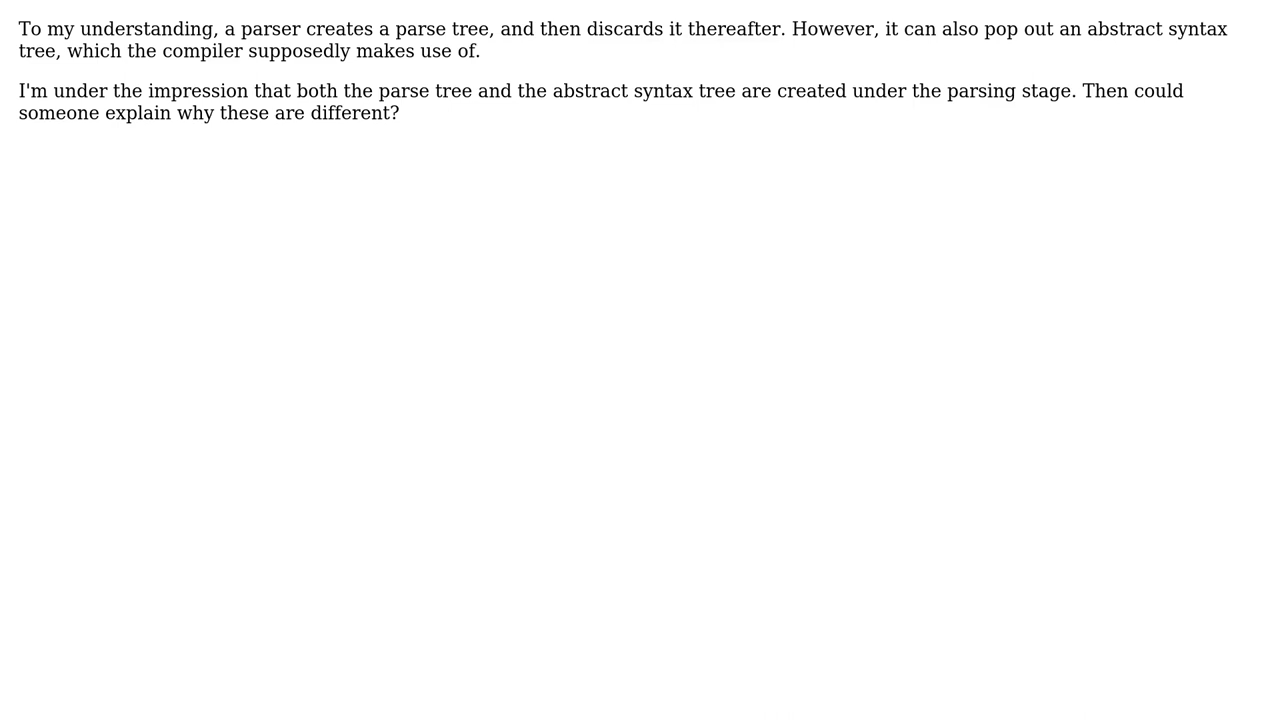 To my understanding, a parser creates a parse tree, and then discards it thereafter. However, it can also pop out an abstract syntax
tree, which the compiler supposedly makes use of.
I'm under the impression that both the parse tree and the abstract syntax tree are created under the parsing stage. Then could
someone explain why these are different?